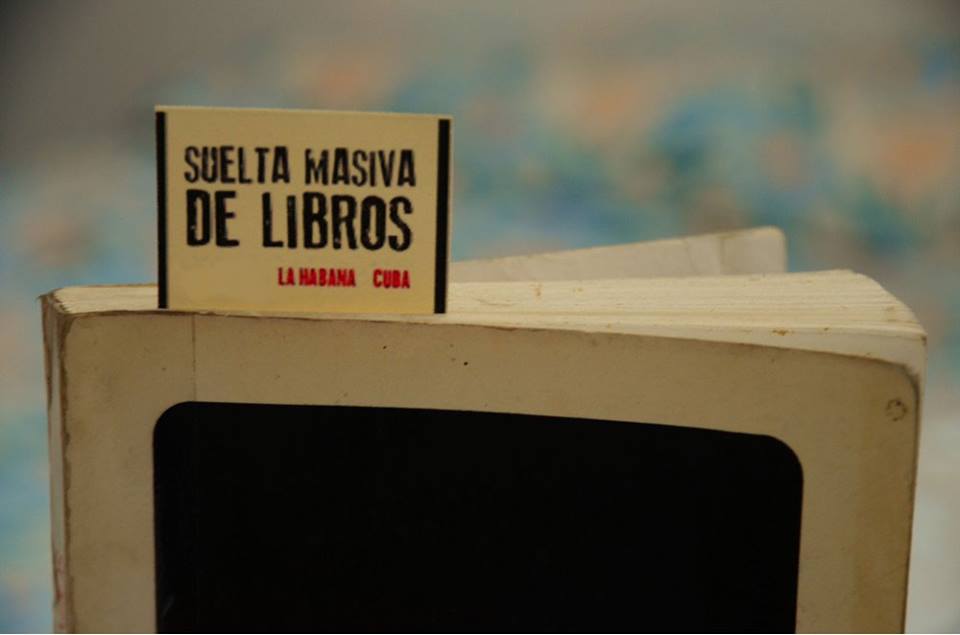 SUELTA MASIVA
DE LIBROS
LA HABANA CUBA